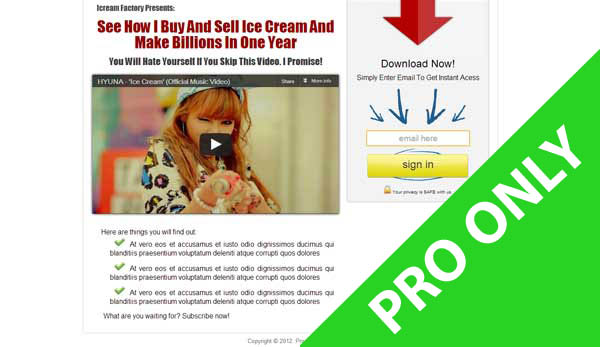 Icream Factory Presents:
See How I Buy And Sell Ice Cream And
Make Billions In One Year
You Will Hate Yourself If You Skip This Video. I Promise!
HYUNA - 'Ice Cream' (Official Music Video)
Share
More info
Here are things you will find out:
At vero eos et accusamus et iusto odio dignissimos ducimus qui
blanditiis praesentium voluptatum deleniti atque corrupti quos dolores
At vero eos et accusamus et iusto odio dignissimos ducimus qui
blanditiis praesentium voluptatum deleniti atque corrupti quos dolores
At vero eos et accusamus et iusto odio dignissimos ducimus qui
blanditiis praesentium voluptatum deleniti atque corrupti quos dolores
What are you waiting for? Subscribe now!
Download Now!
Simply Enter Email To Get Instant Acess
email here
sign in
Your privacy is SAFE with us.
PRO ONLY
Copyright © 2012